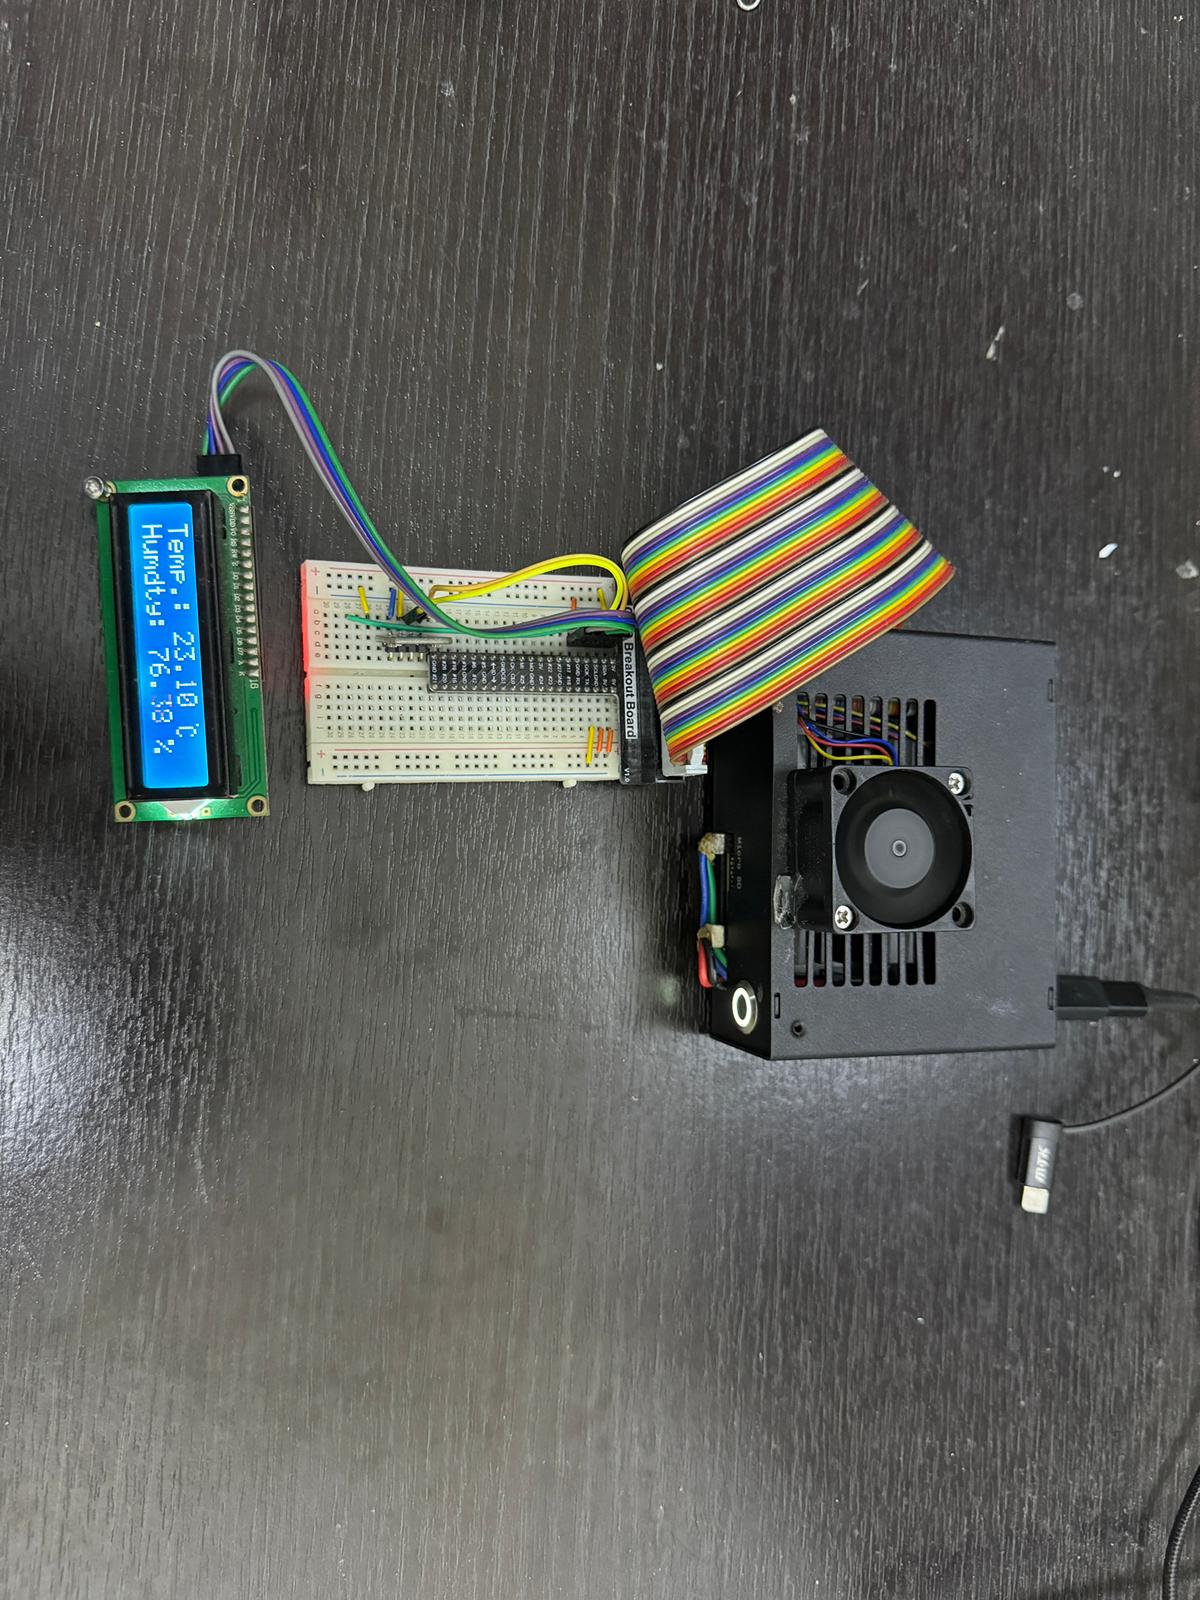 Micro SD
Breakout Board
V1.0
3V 5V
SDA 5V
SCL GND
GCK TX
GND RX
#17 #18
#27 GND
#22 #23
3V #24
MO GND
MI #25
CK CE0
GND CE1
#5 GND
#6 #12
#13 GND
#19 #16
#26 #20
GND #21
a b c d e f g h i j
16
VSS VDD VO RS RW E D0 D1 D2 D3 D4 D5 D6 D7 A K
Temp.: 23.10 C
Humdty: 76.38 %